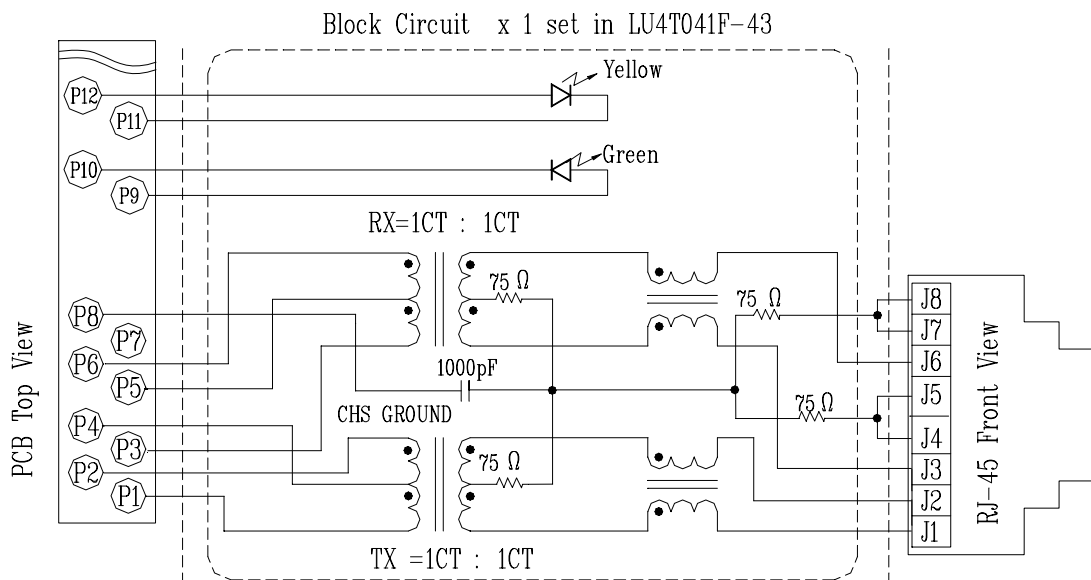 Block Circuit x 1 set in LU4T041F-43
P12
Yellow
P11
P10
Green
P9
RX=1CT : 1CT
75 Ω
75 Ω
P8
P7
P6
P5
1000pF
CHS GROUND
75 Ω
P4
P3
P2
P1
75 Ω
TX =1CT : 1CT
PCB Top View
J8
J7
J6
J5
J4
J3
J2
J1
RJ-45 Front View